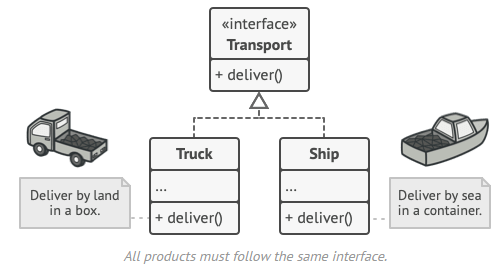 «interface»
Transport
+ deliver()
Truck
...
+ deliver()
Ship
...
+ deliver()
Deliver by land
in a box.
Deliver by sea
in a container.
All products must follow the same interface.